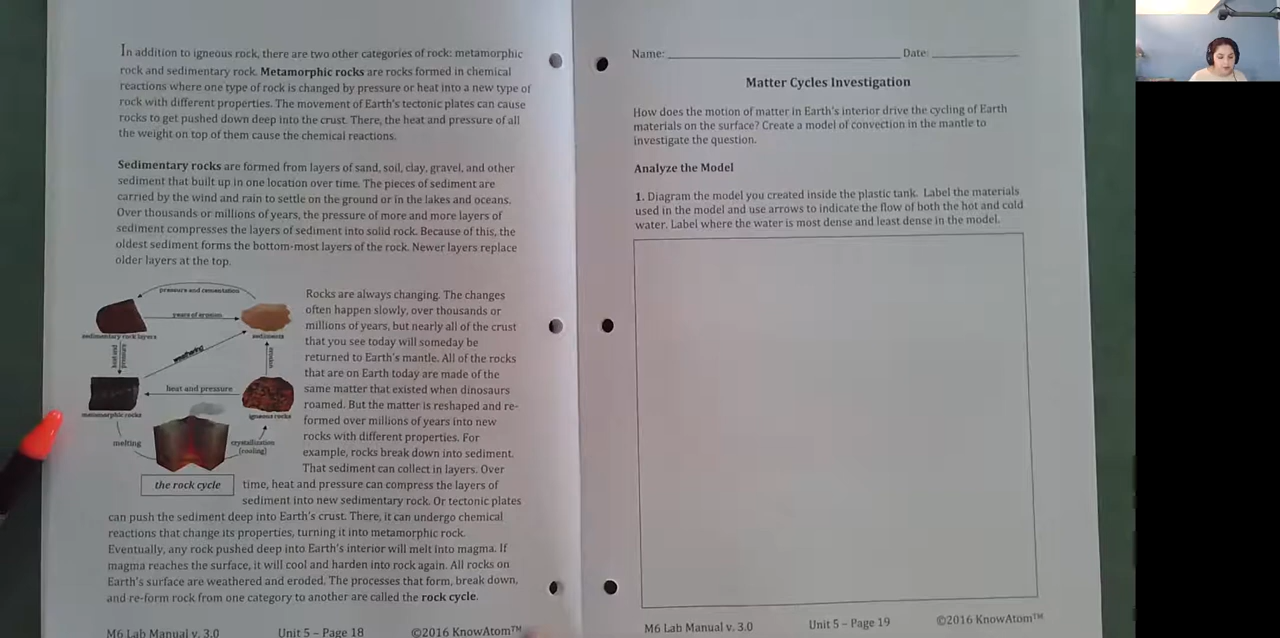 In addition to igneous rock, there are two other categories of rock: metamorphic
rock and sedimentary rock. Metamorphic rocks are rocks formed in chemical
reactions where one type of rock is changed by pressure or heat into a new type of
rock with different properties. The movement of Earth's tectonic plates can cause
rocks to get pushed down deep into the crust. There, the heat and pressure of all
the weight on top of them cause the chemical reactions.
Sedimentary rocks are formed from layers of sand, soil, clay, gravel, and other
sediment that built up in one location over time. The pieces of sediment are
carried by the wind and rain to settle on the ground or in the lakes and oceans.
Over thousands or millions of years, the pressure of more and more layers of
sediment compresses the layers of sediment into solid rock. Because of this, the
oldest sediment forms the bottom-most layers of the rock. Newer layers replace
older layers at the top.
pressure and cementation
years of erosion
sedimentary rock layers
sediments
heat and pressure
weathering
erosion
heat and pressure
metamorphic rocks
igneous rocks
melting
crystallization
(cooling)
the rock cycle
Rocks are always changing. The changes
often happen slowly, over thousands or
millions of years, but nearly all of the crust
that you see today will someday be
returned to Earth's mantle. All of the rocks
that are on Earth today are made of the
same matter that existed when dinosaurs
roamed. But the matter is reshaped and re-
formed over millions of years into new
rocks with different properties. For
example, rocks break down into sediment.
That sediment can collect in layers. Over
time, heat and pressure can compress the layers of
sediment into new sedimentary rock. Or tectonic plates
can push the sediment deep into Earth's crust. There, it can undergo chemical
reactions that change its properties, turning it into metamorphic rock.
Eventually, any rock pushed deep into Earth's interior will melt into magma. If
magma reaches the surface, it will cool and harden into rock again. All rocks on
Earth's surface are weathered and eroded. The processes that form, break down,
and re-form rock from one category to another are called the rock cycle.
M6 Lab Manual v. 3.0 Unit 5 – Page 18 ©2016 KnowAtom™
Name: Date:
Matter Cycles Investigation
How does the motion of matter in Earth's interior drive the cycling of Earth
materials on the surface? Create a model of convection in the mantle to
investigate the question.
Analyze the Model
1. Diagram the model you created inside the plastic tank. Label the materials
used in the model and use arrows to indicate the flow of both the hot and cold
water. Label where the water is most dense and least dense in the model.
M6 Lab Manual v. 3.0 Unit 5 – Page 19 ©2016 KnowAtom™